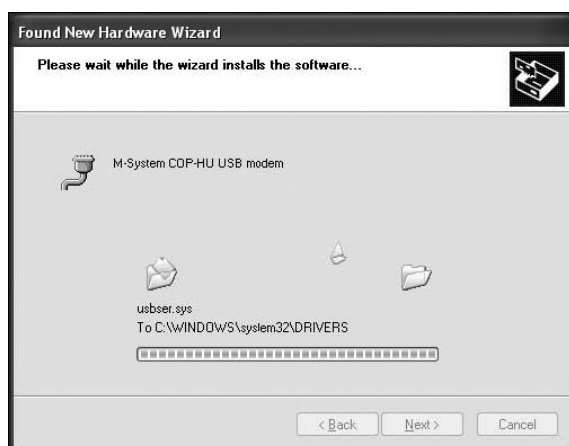 Found New Hardware Wizard
Please wait while the wizard installs the software...
M-System COP-HU USB modem
usbser.sys
To C:\WINDOWS\system32\DRIVERS
< Back Next > Cancel